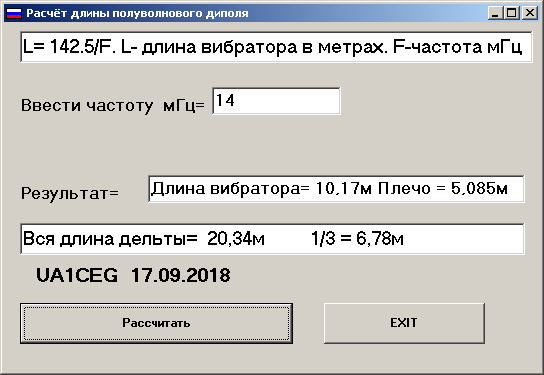 Расчёт длины полуволнового диполя
L= 142.5/F. L- длина вибратора в метрах. F-частота мГц
Ввести частоту мГц= 14
Результат= Длина вибратора= 10,17м Плечо = 5,085м
Вся длина дельты= 20,34м 1/3 = 6,78м
UA1CEG 17.09.2018
Рассчитать EXIT